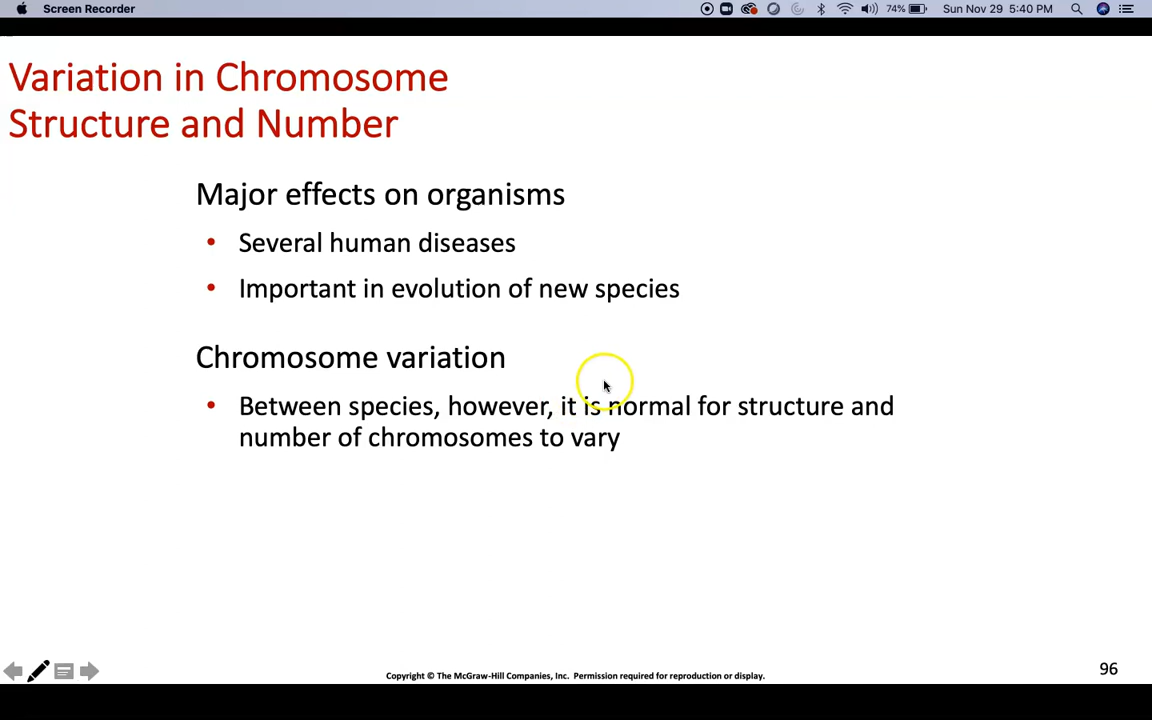 Screen Recorder
74%
Sun Nov 29 5:40 PM
Variation in Chromosome
Structure and Number
Major effects on organisms
• Several human diseases
• Important in evolution of new species
Chromosome variation
• Between species, however, it is normal for structure and
number of chromosomes to vary
Copyright © The McGraw-Hill Companies, Inc. Permission required for reproduction or display.
96